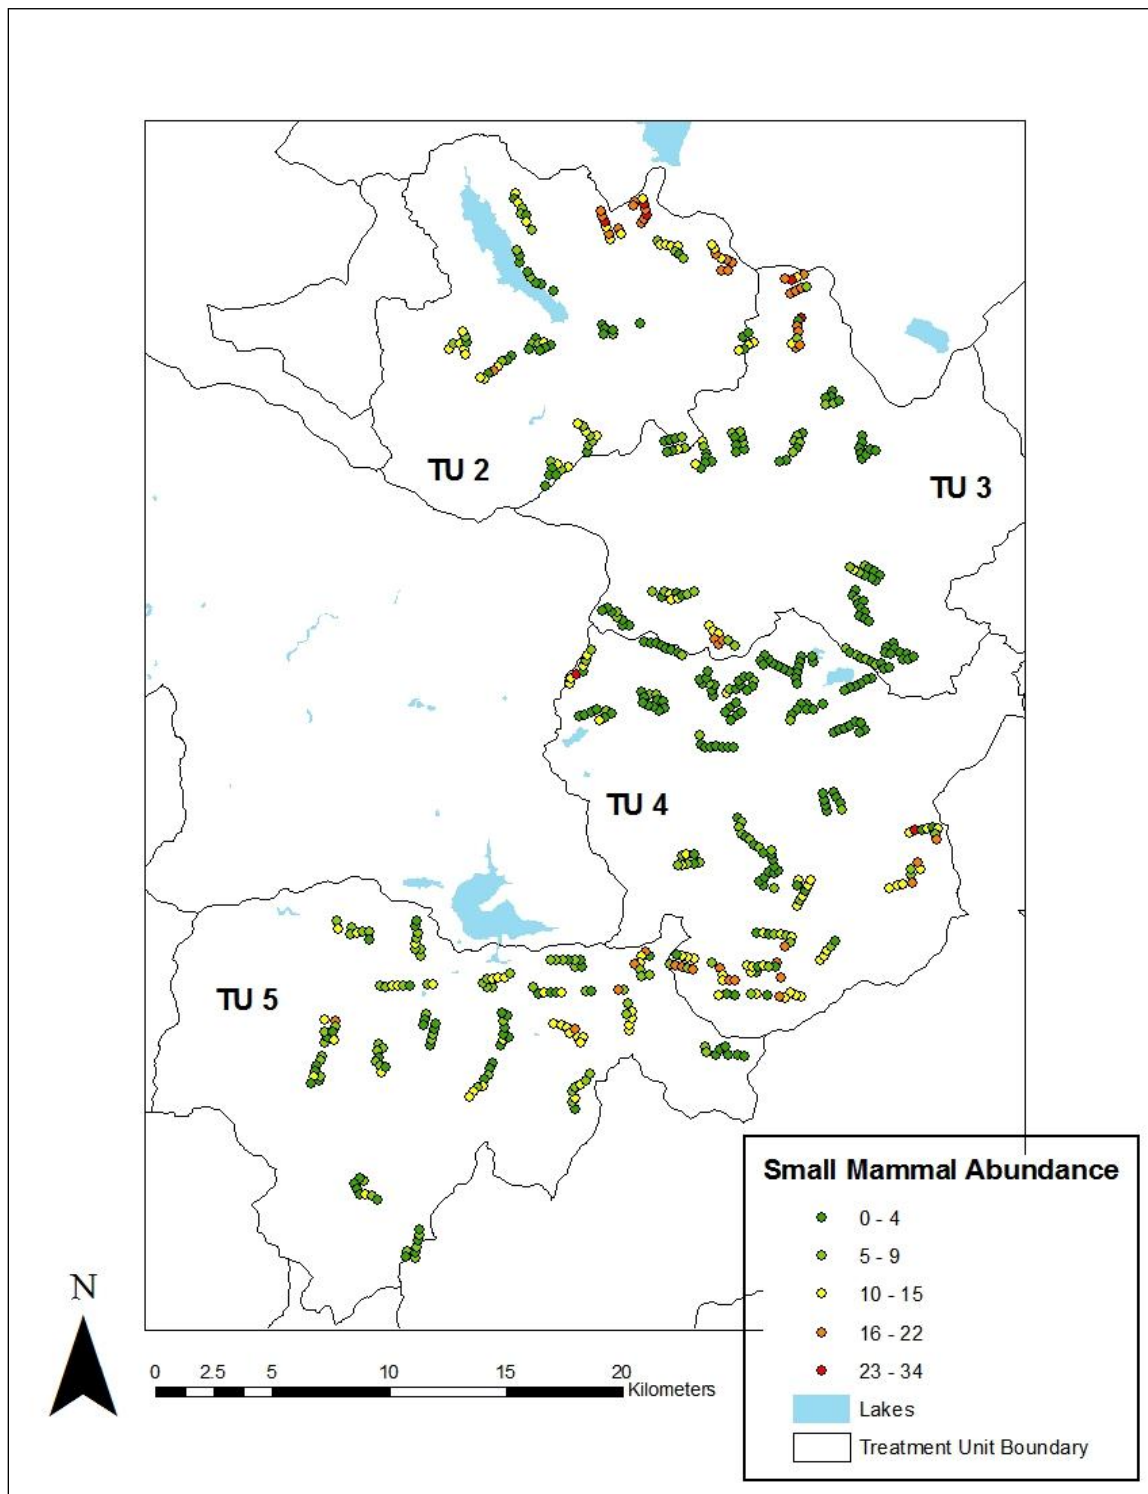 TU 2
TU 3
TU 4
TU 5
Small Mammal Abundance
0 - 4
5 - 9
10 - 15
16 - 22
23 - 34
Lakes
Treatment Unit Boundary
N
0 2.5 5 10 15 20
Kilometers